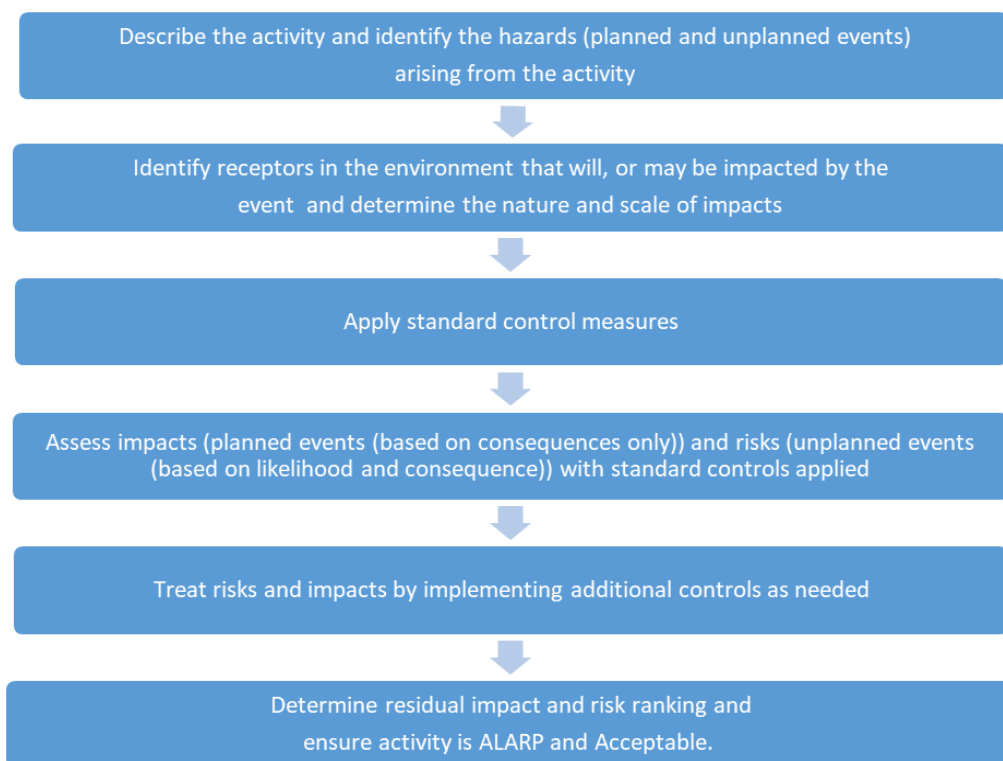 Describe the activity and identify the hazards (planned and unplanned events)
arising from the activity
Identify receptors in the environment that will, or may be impacted by the
event and determine the nature and scale of impacts
Apply standard control measures
Assess impacts (planned events (based on consequences only)) and risks (unplanned events
(based on likelihood and consequence)) with standard controls applied
Treat risks and impacts by implementing additional controls as needed
Determine residual impact and risk ranking and
ensure activity is ALARP and Acceptable.